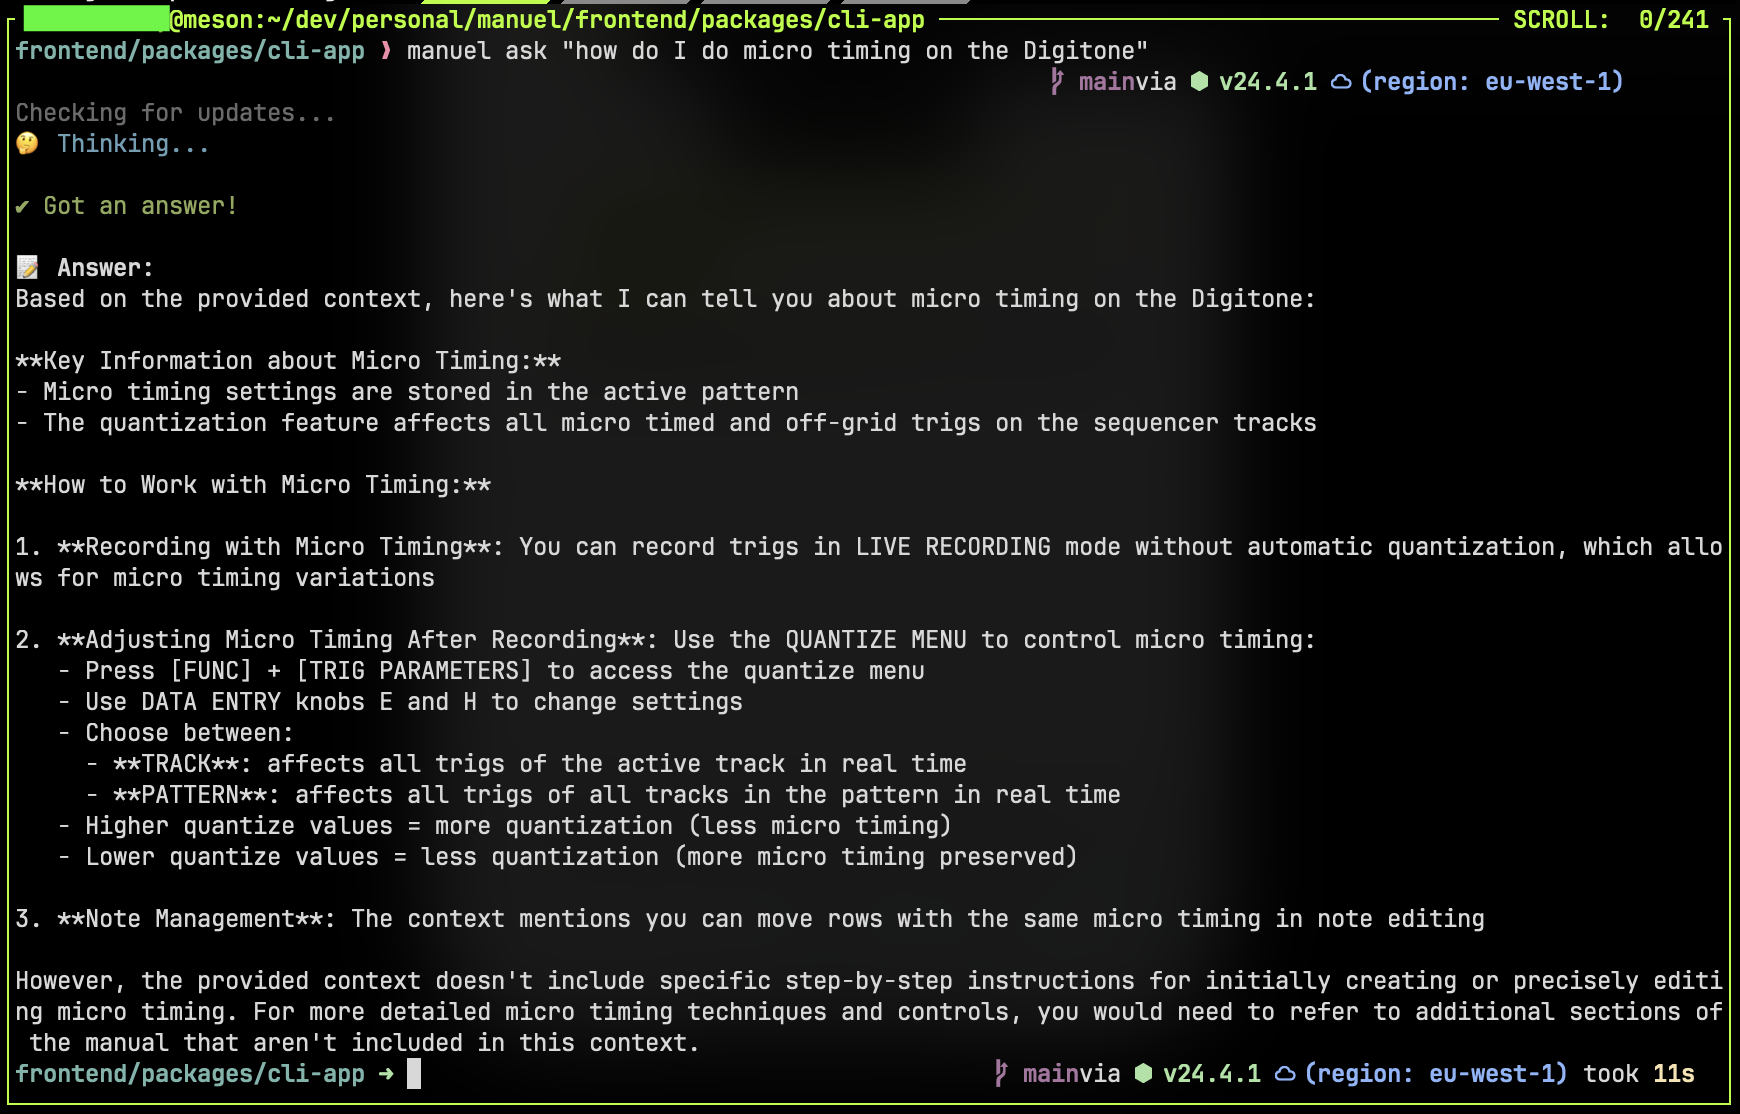 @meson:~/dev/personal/manuel/frontend/packages/cli-app SCROLL: 0/241
frontend/packages/cli-app ❯ manuel ask "how do I do micro timing on the Digitone"
mainvia ⬢ v24.4.1 (region: eu-west-1)
Checking for updates...
🤔 Thinking...
✔ Got an answer!
📝 Answer:
Based on the provided context, here's what I can tell you about micro timing on the Digitone:
**Key Information about Micro Timing:**
- Micro timing settings are stored in the active pattern
- The quantization feature affects all micro timed and off-grid trigs on the sequencer tracks
**How to Work with Micro Timing:**
1. **Recording with Micro Timing**: You can record trigs in LIVE RECORDING mode without automatic quantization, which allo
ws for micro timing variations
2. **Adjusting Micro Timing After Recording**: Use the QUANTIZE MENU to control micro timing:
- Press [FUNC] + [TRIG PARAMETERS] to access the quantize menu
- Use DATA ENTRY knobs E and H to change settings
- Choose between:
- **TRACK**: affects all trigs of the active track in real time
- **PATTERN**: affects all trigs of all tracks in the pattern in real time
- Higher quantize values = more quantization (less micro timing)
- Lower quantize values = less quantization (more micro timing preserved)
3. **Note Management**: The context mentions you can move rows with the same micro timing in note editing
However, the provided context doesn't include specific step-by-step instructions for initially creating or precisely editi
ng micro timing. For more detailed micro timing techniques and controls, you would need to refer to additional sections of
the manual that aren't included in this context.
frontend/packages/cli-app ➜ mainvia ⬢ v24.4.1 (region: eu-west-1) took 11s